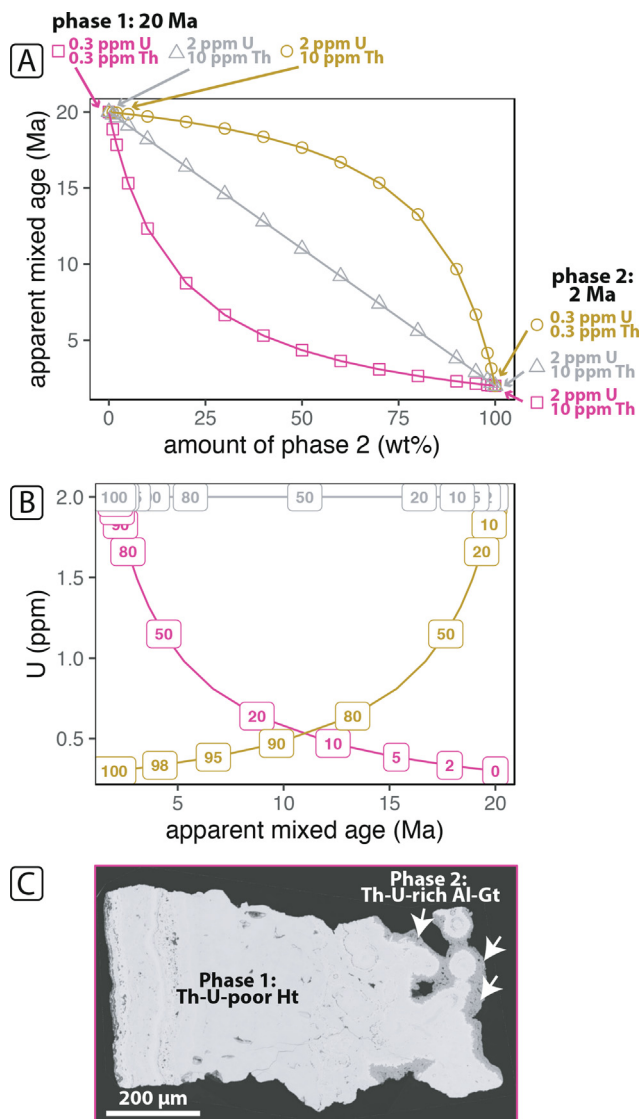 phase 1: 20 Ma
A
0.3 ppm U
0.3 ppm Th
2 ppm U
10 ppm Th
2 ppm U
10 ppm Th
20
15
10
5
apparent mixed age (Ma)
0
25
50
75
100
amount of phase 2 (wt%)
phase 2:
2 Ma
0.3 ppm U
0.3 ppm Th
2 ppm U
10 ppm Th
2 ppm U
10 ppm Th
B
2.0
1.5
1.0
0.5
U (ppm)
100
80
50
20
10
90
80
50
20
10
5
2
0
10
20
50
80
90
95
98
100
5
10
15
20
apparent mixed age (Ma)
C
Phase 2:
Th-U-rich Al-Gt
Phase 1:
Th-U-poor Ht
200 µm